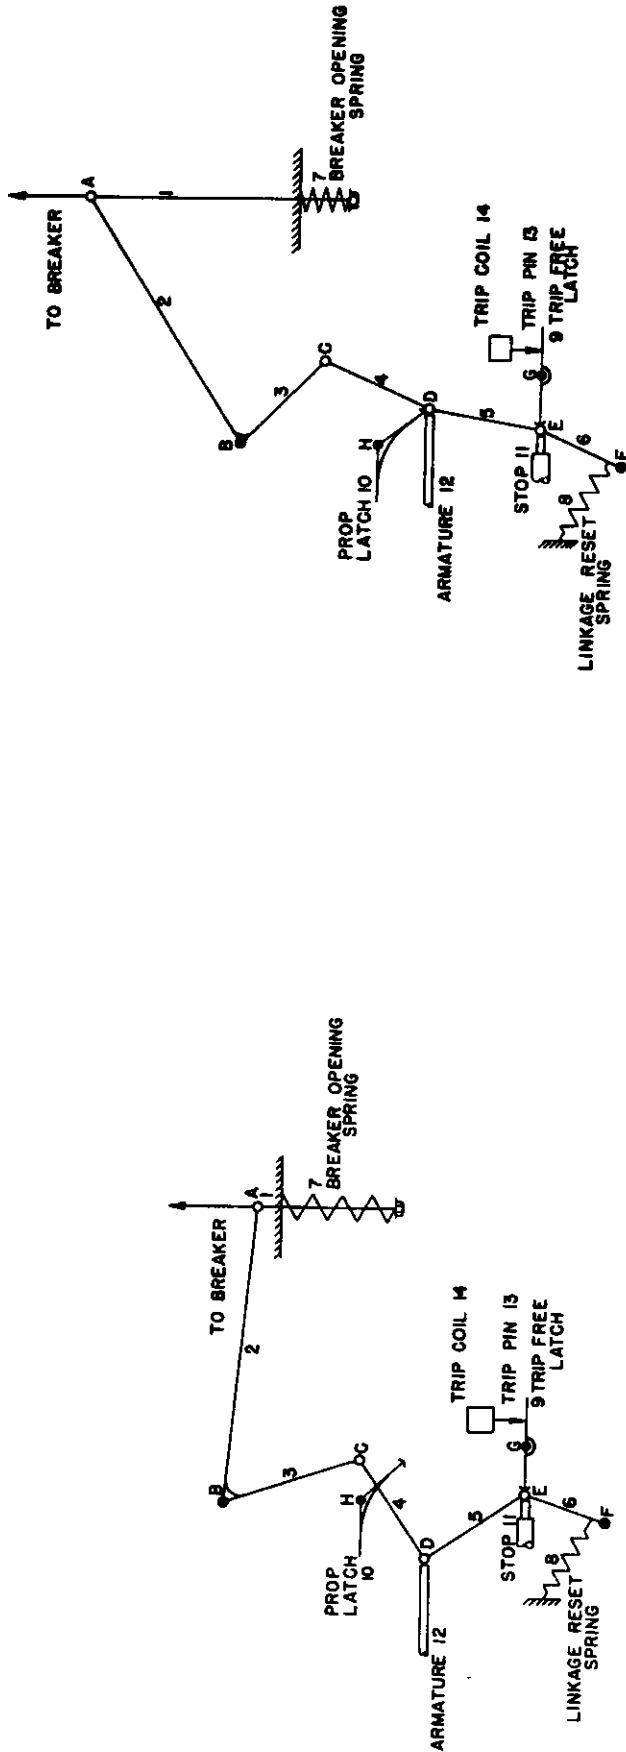 TO BREAKER
A
1
2
B
3
C
4
H
PROP
LATCH
10
D
ARMATURE 12
5
7
BREAKER OPENING
SPRING
TRIP COIL 14
TRIP PIN 13
9 TRIP FREE
LATCH
G
E
STOP 11
6
F
8
LINKAGE RESET
SPRING
TO BREAKER
A
1
2
B
3
C
4
H
PROP
LATCH 10
D
ARMATURE 12
5
7
BREAKER OPENING
SPRING
TRIP COIL 14
TRIP PIN 13
9 TRIP FREE
LATCH
G
E
STOP 11
6
F
8
LINKAGE RESET
SPRING